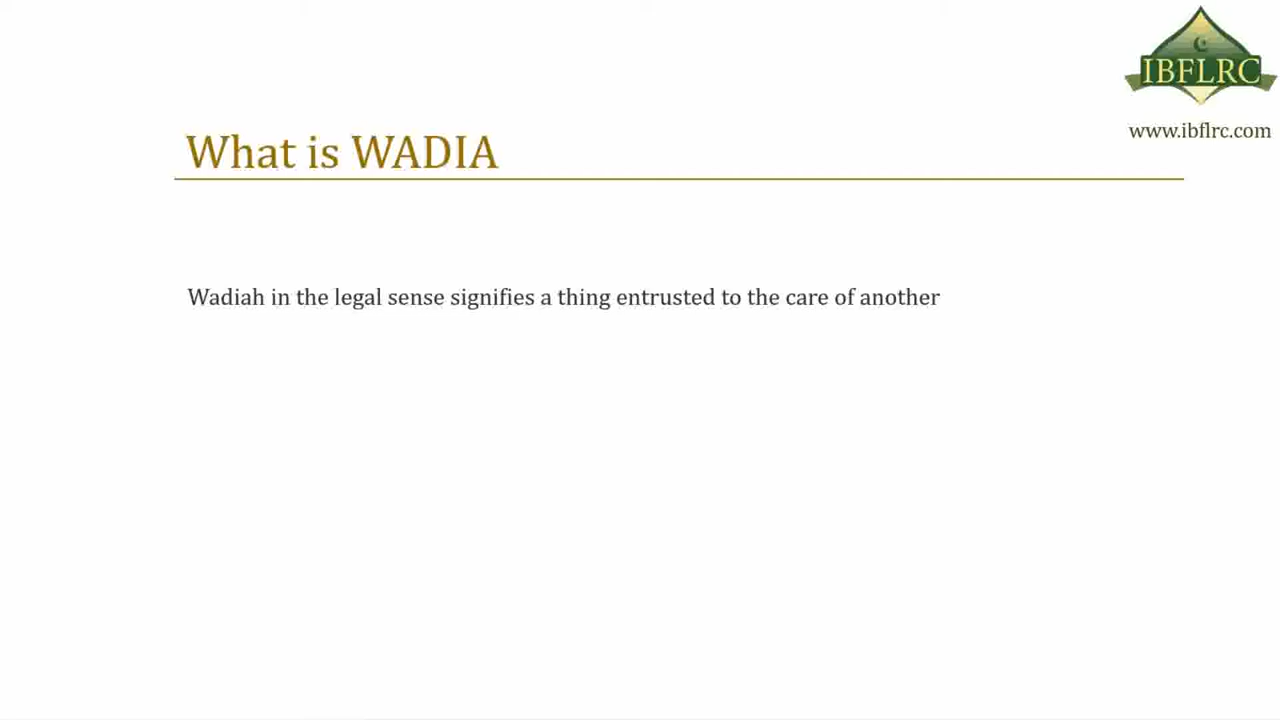 IBFLRC
www.ibflrc.com
What is WADIA
Wadiah in the legal sense signifies a thing entrusted to the care of another